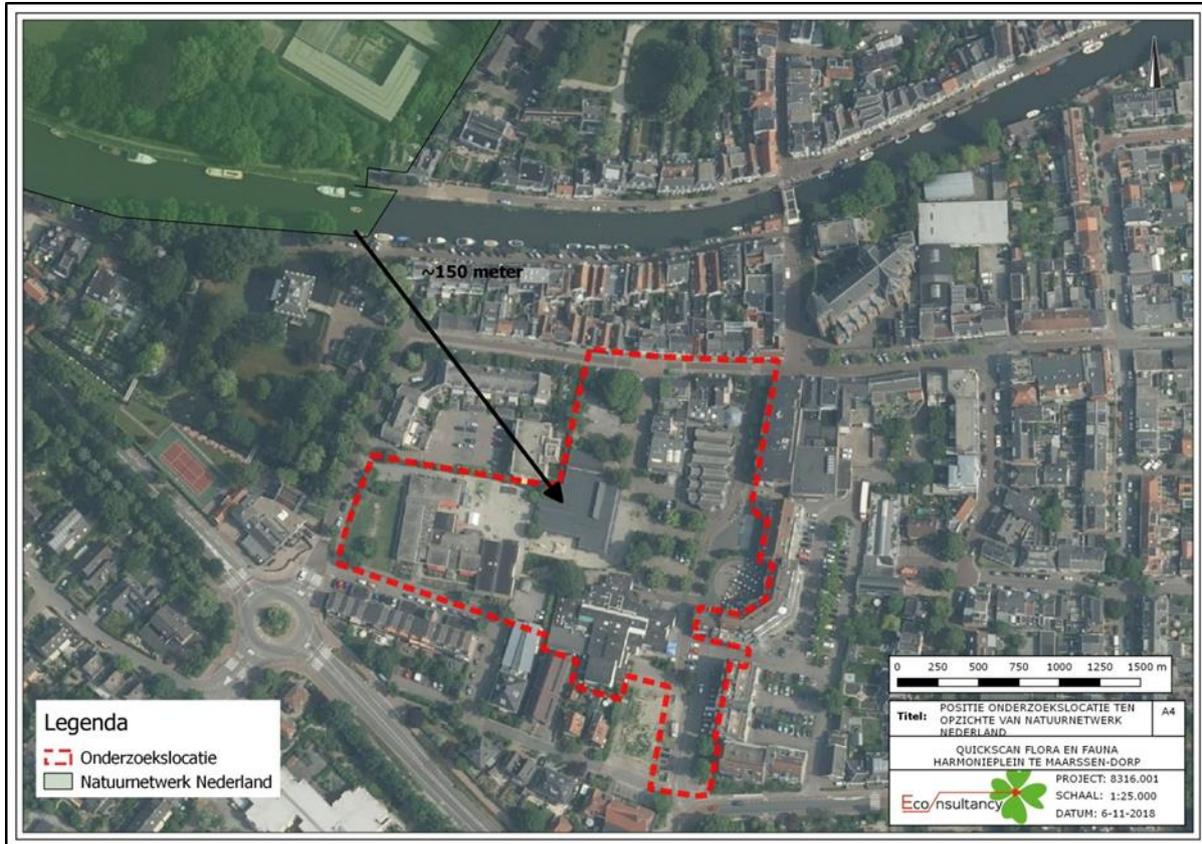 ~150 meter
Legenda
Onderzoekslocatie
Natuurnetwerk Nederland
0 250 500 750 1000 1250 1500 m
Titel: POSITIE ONDERZOEKSLOCATIE TEN
OPZICHTE VAN NATUURNETWERK
NEDERLAND
A4
QUICKSCAN FLORA EN FAUNA
HARMONIEPLEIN TE MAARSSEN-DORP
Econsultancy
PROJECT: 8316.001
SCHAAL: 1:25.000
DATUM: 6-11-2018